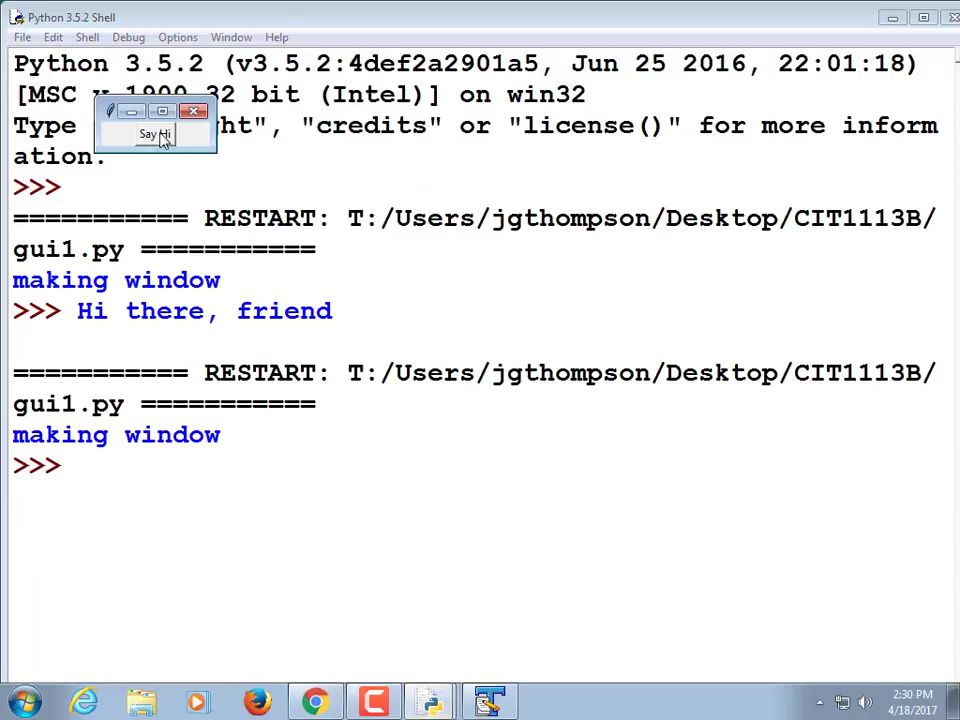 Python 3.5.2 Shell
File Edit Shell Debug Options Window Help
Python 3.5.2 (v3.5.2:4def2a2901a5, Jun 25 2016, 22:01:18)
[MSC v.1900 32 bit (Intel)] on win32
Type ht", "credits" or "license()" for more inform
ation.
Say Hi
>>>
=========== RESTART: T:/Users/jgthompson/Desktop/CIT1113B/
gui1.py ===========
making window
>>> Hi there, friend
=========== RESTART: T:/Users/jgthompson/Desktop/CIT1113B/
gui1.py ===========
making window
>>>
2:30 PM
4/18/2017